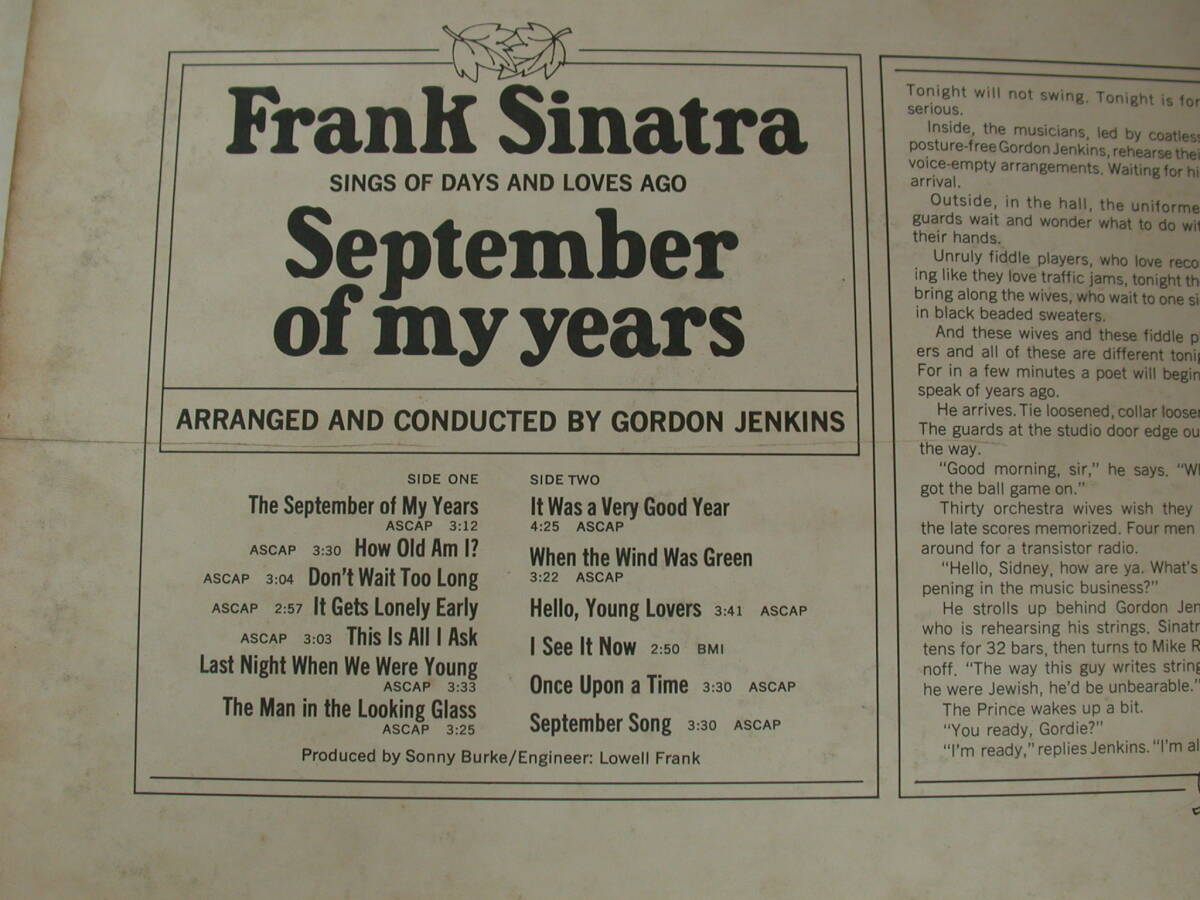 Frank Sinatra
SINGS OF DAYS AND LOVES AGO
September
of my years
ARRANGED AND CONDUCTED BY GORDON JENKINS
SIDE ONE
The September of My Years
ASCAP 3:12
ASCAP 3:30 How Old Am I?
ASCAP 3:04 Don't Wait Too Long
ASCAP 2:57 It Gets Lonely Early
ASCAP 3:03 This Is All I Ask
Last Night When We Were Young
ASCAP 3:33
The Man in the Looking Glass
ASCAP 3:25
SIDE TWO
It Was a Very Good Year
4:25 ASCAP
When the Wind Was Green
3:22 ASCAP
Hello, Young Lovers 3:41 ASCAP
I See It Now 2:50 BMI
Once Upon a Time 3:30 ASCAP
September Song 3:30 ASCAP
Produced by Sonny Burke/Engineer: Lowell Frank
Tonight will not swing. Tonight is for
serious.
Inside, the musicians, led by coatless
posture-free Gordon Jenkins, rehearse
voice-empty arrangements. Waiting for
arrival.
Outside, in the hall, the
guards wait and wonder what to do
their hands.
Unruly fiddle players, who love
ing like they love traffic jams, tonight
bring along the wives, who wait to one
in black beaded sweaters.
And these wives and these fiddle
ers and all of these are different
For in a few minutes a poet will begin
speak of years ago.
He arrives. Tie loosened, collar
The guards at the studio door edge
the way.
"Good morning, sir," he says.
got the ball game on."
Thirty orchestra wives wish they
the late scores memorized. Four men
around for a transistor radio.
"Hello, Sidney, how are ya. What's
pening in the music business?"
He strolls up behind Gordon
who is rehearsing his strings.
tens for 32 bars, then turns to Mike
noff. "The way this guy writes
he were Jewish, he'd be unbearable."
The Prince wakes up a bit.
"You ready, Gordie?"
"I'm ready," replies Jenkins. "I'm